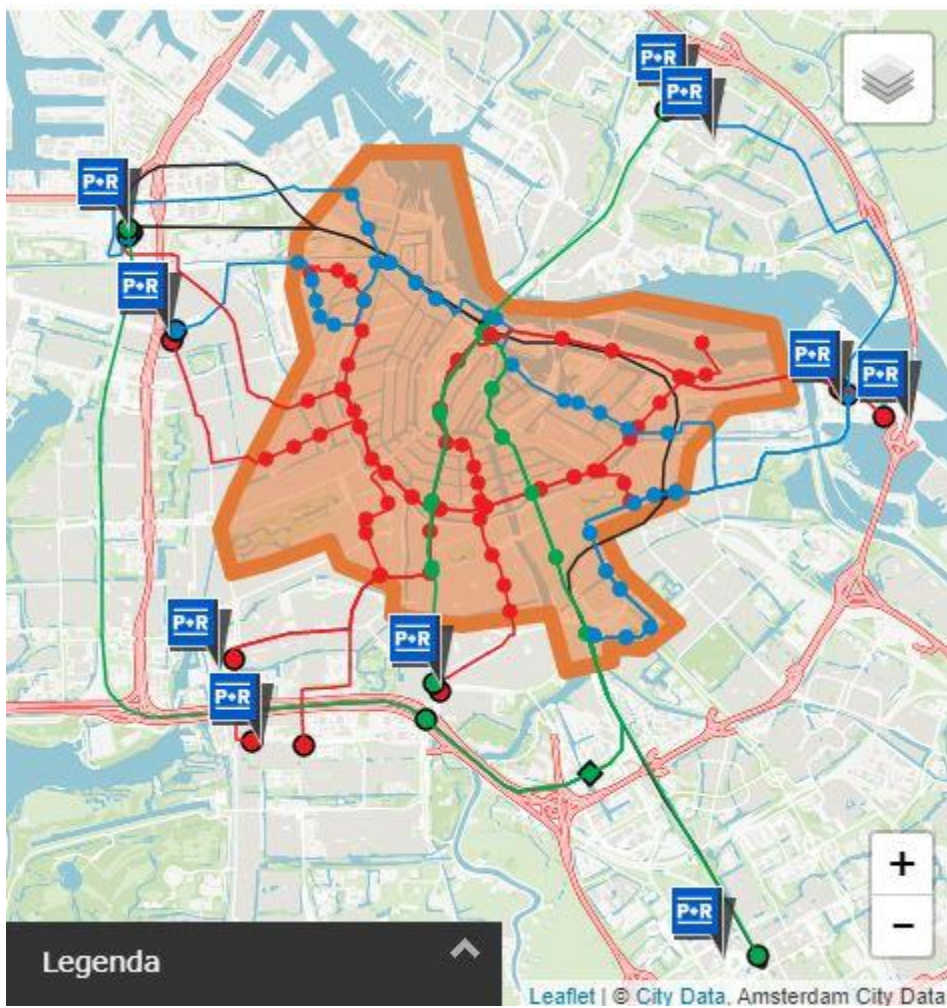 P+R
P+R
P+R
P+R
P+R
P+R
P+R
P+R
P+R
P+R
+
−
Legenda
Leaflet | © City Data, Amsterdam City Data